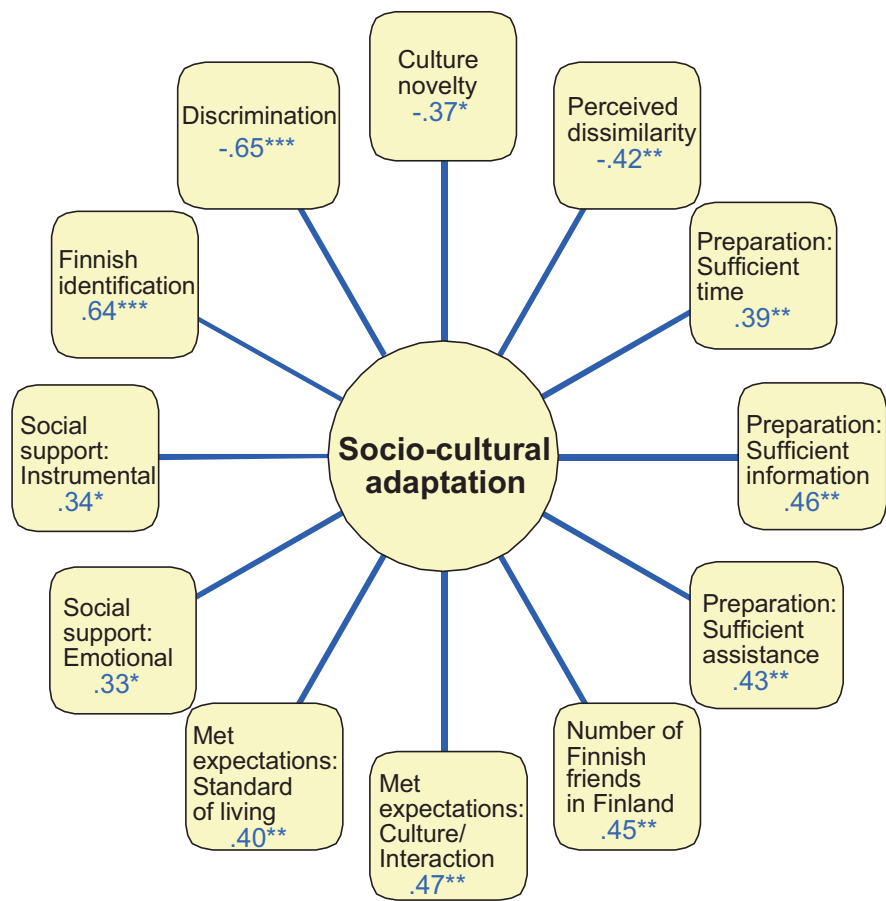 Culture
novelty
-.37*
Perceived
dissimilarity
-.42**
Preparation:
Sufficient
time
.39**
Preparation:
Sufficient
information
.46**
Preparation:
Sufficient
assistance
.43**
Number of
Finnish
friends
in Finland
.45**
Met
expectations:
Culture/
Interaction
.47**
Met
expectations:
Standard
of living
.40**
Social
support:
Emotional
.33*
Social
support:
Instrumental
.34*
Finnish
identification
.64***
Discrimination
-.65***
Socio-cultural
adaptation